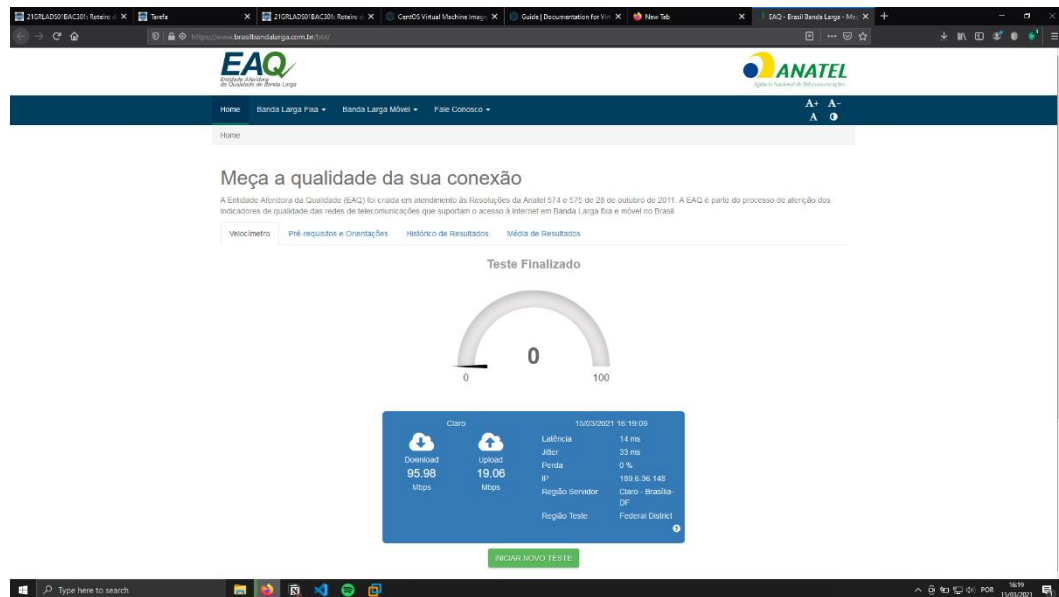 21GRLADS01BAC301: Roteiro d
Tarefa
21GRLADS01BAC301: Roteiro d
CentOS Virtual Machine Image
Guide | Documentation for Vis
New Tab
EAQ - Brasil Banda Larga - Me
https://www.brasilbandalarga.com.br/bbl/
EAQ
Entidade Aferidora
da Qualidade de Banda Larga
ANATEL
Agência Nacional de Telecomunicações
Home Banda Larga Fixa Banda Larga Móvel Fale Conosco
A+ A-
A
Home
Meça a qualidade da sua conexão
A Entidade Aferidora da Qualidade (EAQ) foi criada em atendimento às Resoluções da Anatel 574 e 575 de 28 de outubro de 2011. A EAQ é parte do processo de aferição dos
indicadores de qualidade das redes de telecomunicações que suportam o acesso à Internet em Banda Larga fixa e móvel no Brasil
Velocímetro Pré-requisitos e Orientações Histórico de Resultados Média de Resultados
Teste Finalizado
0
0 100
Claro 15/03/2021 16:19:09
Download
95.98
Mbps
Upload
19.06
Mbps
Latência 14 ms
Jitter 33 ms
Perda 0 %
IP 189.6.36.148
Região Servidor Claro - Brasília-
DF
Região Teste Federal District
INICIAR NOVO TESTE
Type here to search
POR
16:19
15/03/2021